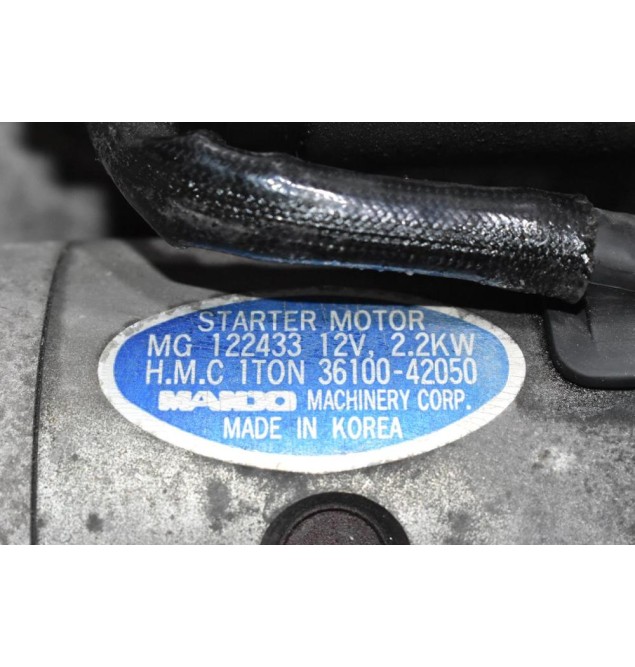 STARTER MOTOR
MG 122433 12V, 2.2KW
H.M.C 1TON 36100-42050
MANDO MACHINERY CORP.
MADE IN KOREA